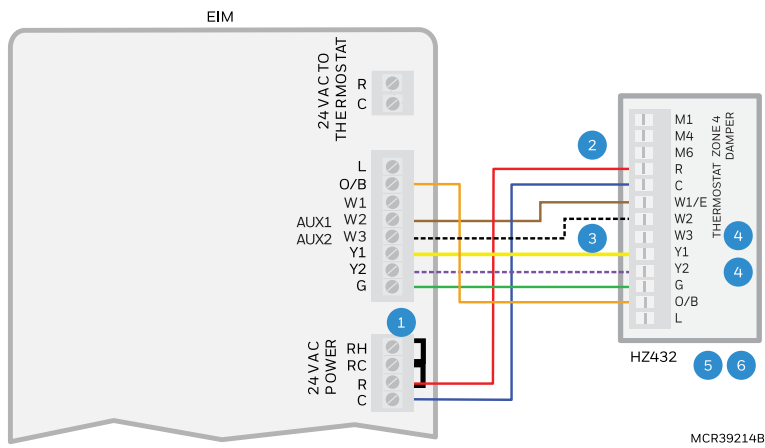 EIM
24 VAC TO
THERMOSTAT
R
C
L
O/B
W1
AUX1 W2
AUX2 W3
Y1
Y2
G
1
24 VAC
POWER
RH
RC
R
C
2
3
M1
M4
M6
R
C
W1/E
W2
W3
Y1
Y2
G
O/B
L
ZONE 4
DAMPER
THERMOSTAT
4
4
HZ432
5 6
MCR39214B